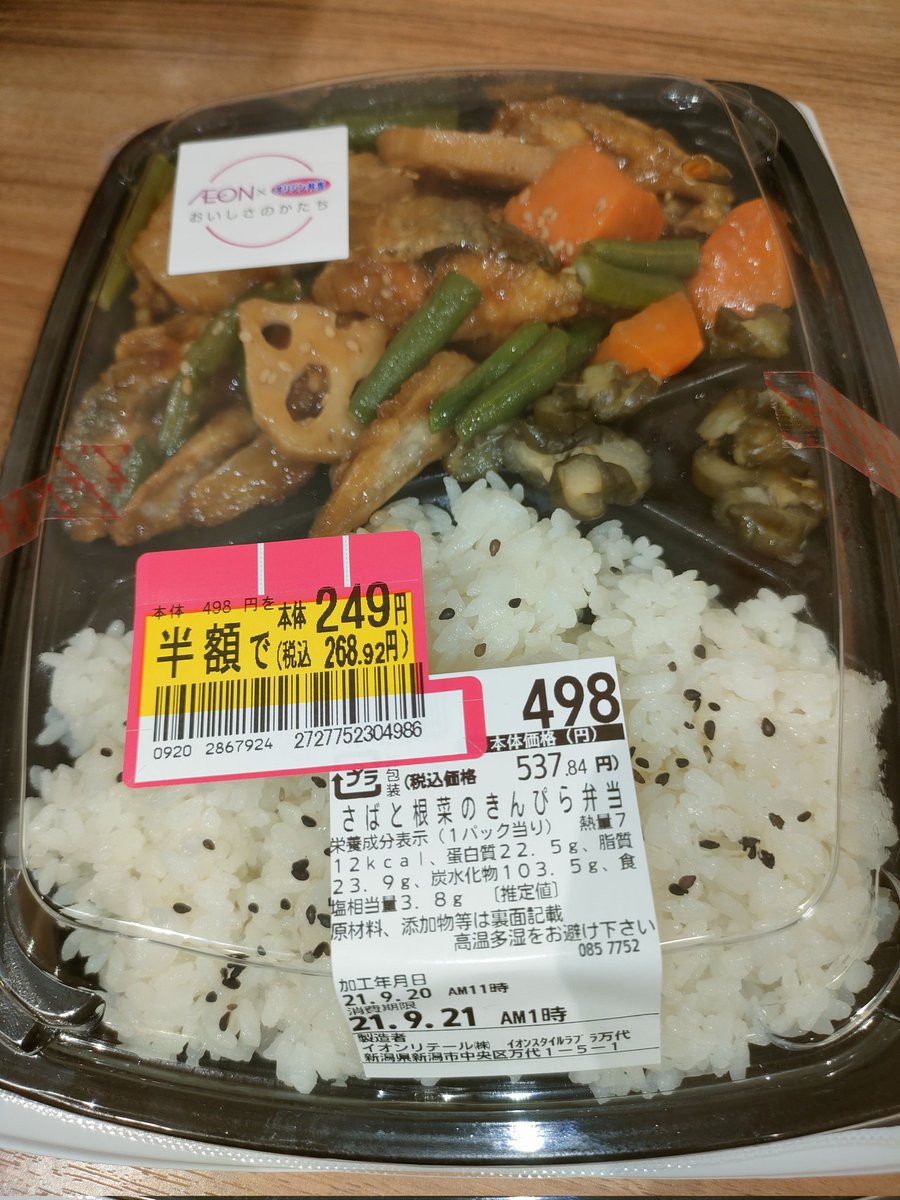 ÆON×オリジン弁当
おいしさのかたち
本体 498 円を本体249円
半額で(税込 268.92円)
0920 2867924 2727752304986
498
本体価格(円)
プラ 包装 (税込価格 537.84 円)
さばと根菜のきんぴら弁当
栄養成分表示(1パック当り) 熱量7
12kcal、蛋白質22.5g、脂質
23.9g、炭水化物103.5g、食
塩相当量3.8g [推定値]
原材料、添加物等は裏面記載
高温多湿をお避け下さい
085 7752
加工年月日
21.9.20 AM11時
消費期限
21.9.21 AM1時
製造者
イオンリテール㈱ イオンスタイルラブラ万代
新潟県新潟市中央区万代1-5-1